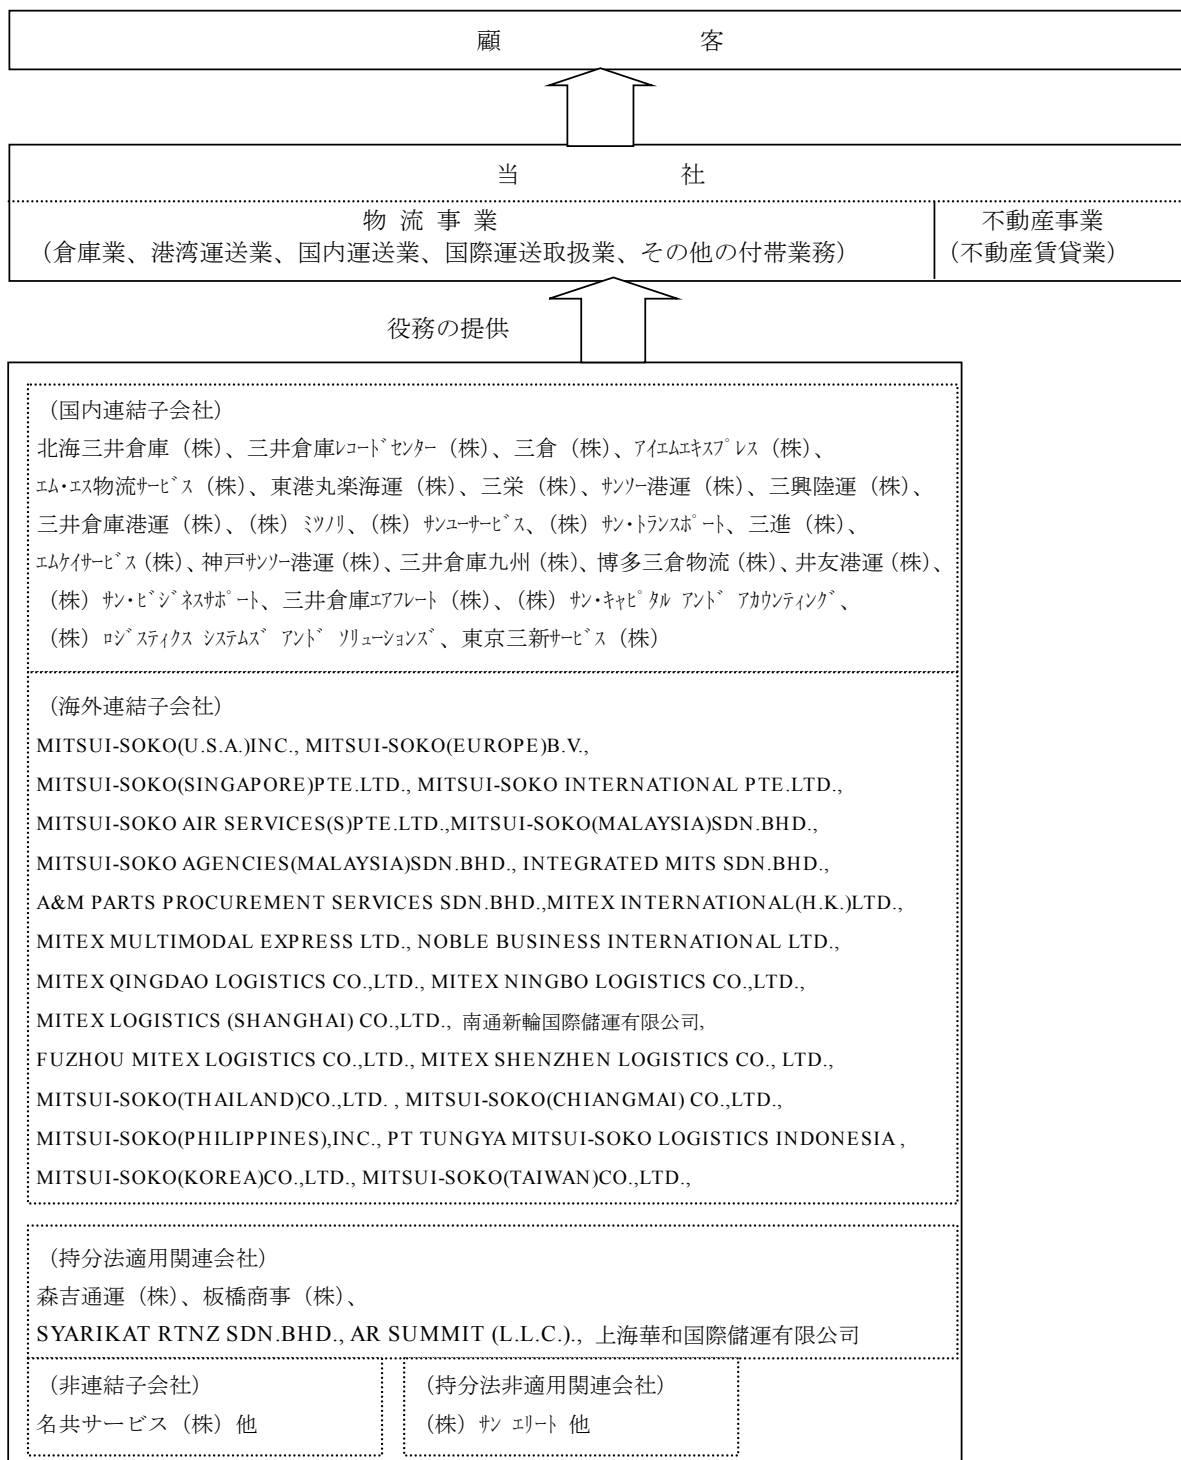 顧　　　　　客
当　　　　　社
物 流 事 業
(倉庫業、港湾運送業、国内運送業、国際運送取扱業、その他の付帯業務)
不動産事業
(不動産賃貸業)
役務の提供
(国内連結子会社)
北海三井倉庫（株）、三井倉庫ﾚｺｰﾄﾞｾﾝﾀｰ（株）、三倉（株）、ｱｲｴﾑｴｷｽﾌﾟﾚｽ（株）、
ｴﾑ･ｴｽ物流ｻｰﾋﾞｽ（株）、東港丸楽海運（株）、三栄（株）、ｻﾝｿｰ港運（株）、三興陸運（株）、
三井倉庫港運（株）、（株）ﾐﾂﾉﾘ、（株）ｻﾝﾕｰｻｰﾋﾞｽ、（株）ｻﾝ･ﾄﾗﾝｽﾎﾟｰﾄ、三進（株）、
ｴﾑｹｲｻｰﾋﾞｽ（株）、神戸ｻﾝｿｰ港運（株）、三井倉庫九州（株）、博多三倉物流（株）、井友港運（株）、
（株）ｻﾝ･ﾋﾞｼﾞﾈｽｻﾎﾟｰﾄ、三井倉庫ｴｱﾌﾚｰﾄ（株）、（株）ｻﾝ･ｷｬﾋﾟﾀﾙ ｱﾝﾄﾞ ｱｶｳﾝﾃｨﾝｸﾞ、
（株）ﾛｼﾞｽﾃｨｸｽ ｼｽﾃﾑｽﾞ ｱﾝﾄﾞ ｿﾘｭｰｼｮﾝｽﾞ、東京三新ｻｰﾋﾞｽ（株）
(海外連結子会社)
MITSUI-SOKO(U.S.A.)INC., MITSUI-SOKO(EUROPE)B.V.,
MITSUI-SOKO(SINGAPORE)PTE.LTD., MITSUI-SOKO INTERNATIONAL PTE.LTD.,
MITSUI-SOKO AIR SERVICES(S)PTE.LTD.,MITSUI-SOKO(MALAYSIA)SDN.BHD.,
MITSUI-SOKO AGENCIES(MALAYSIA)SDN.BHD., INTEGRATED MITS SDN.BHD.,
A&M PARTS PROCUREMENT SERVICES SDN.BHD.,MITEX INTERNATIONAL(H.K.)LTD.,
MITEX MULTIMODAL EXPRESS LTD., NOBLE BUSINESS INTERNATIONAL LTD.,
MITEX QINGDAO LOGISTICS CO.,LTD., MITEX NINGBO LOGISTICS CO.,LTD.,
MITEX LOGISTICS (SHANGHAI) CO.,LTD., 南通新輪国際儲運有限公司,
FUZHOU MITEX LOGISTICS CO.,LTD., MITEX SHENZHEN LOGISTICS CO., LTD.,
MITSUI-SOKO(THAILAND)CO.,LTD. , MITSUI-SOKO(CHIANGMAI) CO.,LTD.,
MITSUI-SOKO(PHILIPPINES),INC., PT TUNGYA MITSUI-SOKO LOGISTICS INDONESIA ,
MITSUI-SOKO(KOREA)CO.,LTD., MITSUI-SOKO(TAIWAN)CO.,LTD.,
(持分法適用関連会社)
森吉通運（株）、板橋商事（株）、
SYARIKAT RTNZ SDN.BHD., AR SUMMIT (L.L.C.)., 上海華和国際儲運有限公司
(非連結子会社)
名共サービス（株）他
(持分法非適用関連会社)
（株）ｻﾝ ｴﾘｰﾄ 他